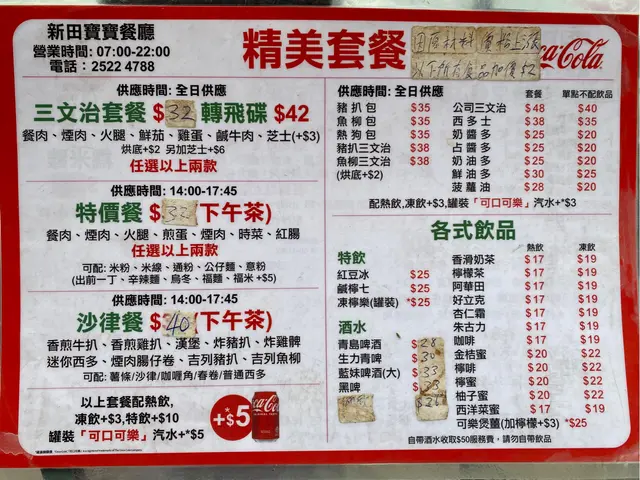 新田寶寶餐廳
營業時間: 07:00-22:00
電話：2522 4788
精美套餐
因應材料 價格上漲
以下所有食品加價$2
Coca-Cola
供應時間: 全日供應
三文治套餐 $32 轉飛碟 $42
餐肉、煙肉、火腿、鮮茄、雞蛋、鹹牛肉、芝士(+$3)
烘底+$2 另加芝士+$6
任選以上兩款
供應時間: 14:00-17:45
特價餐 $32 (下午茶)
餐肉、煙肉、火腿、煎蛋、煙肉、時菜、紅腸
任選以上兩款
可配: 米粉、米線、通粉、公仔麵、意粉
(出前一丁、辛辣麵、烏冬、福麵、福米 +$5)
供應時間: 14:00-17:45
沙律餐 $40 (下午茶)
香煎牛扒、香煎雞扒、漢堡、炸豬扒、炸雞髀
迷你西多、煙肉腸仔卷、吉列豬扒、吉列魚柳
可配: 薯條/沙律/咖喱角/春卷/普通西多
以上套餐配熱飲,
凍飲+$3,特飲+$10
罐裝「可口可樂」汽水+*$5
+*$5
供應時間: 全日供應
套餐 單點不配飲品
豬扒包 $35 公司三文治 $48 $40
魚柳包 $35 西多士 $38 $35
熱狗包 $35 奶醬多 $25 $20
豬扒三文治 $38 占醬多 $25 $20
魚柳三文治 $38 奶油多 $25 $20
(烘底+$2) 鮮油多 $30 $25
菠蘿油 $28 $20
配熱飲,凍飲+$3,罐裝「可口可樂」汽水+*$3
各式飲品
熱飲 凍飲
特飲
紅豆冰 $25
鹹檸七 $25
凍檸樂(罐裝) *$25
酒水
青島啤酒 $28
生力青啤 $30
藍妹啤酒(大) $33
黑啤 $33
香滑奶茶 $17 $19
檸檬茶 $17 $19
阿華田 $17 $19
好立克 $17 $19
杏仁霜 $17 $19
朱古力 $17 $19
咖啡 $17 $19
金桔蜜 $20 $22
檸啡 $20 $22
檸蜜 $20 $22
柚子蜜 $20 $22
西洋菜蜜 $17 $19
可樂煲薑(加檸檬+$3) *$25
自帶酒水收取$50服務費，請勿自帶飲品